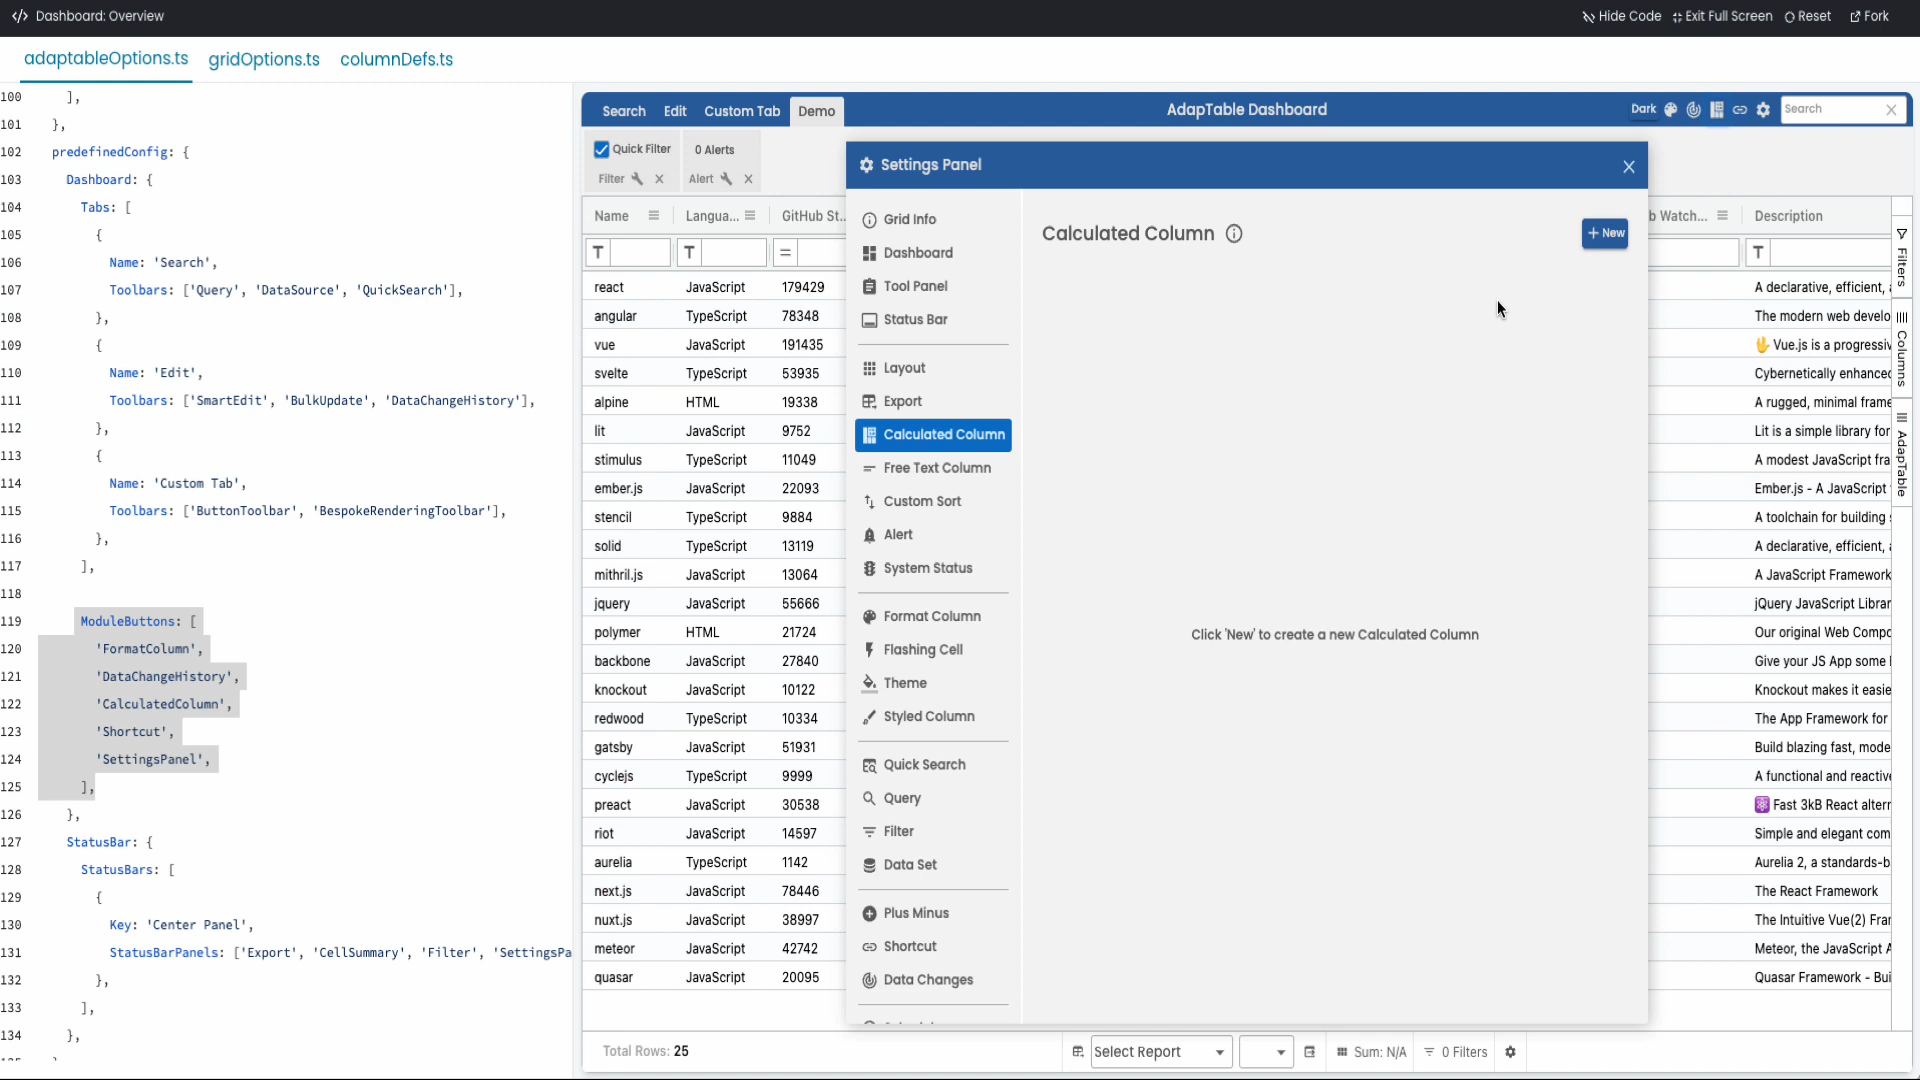 Dashboard: Overview
Hide Code
Exit Full Screen
Reset
Fork
adaptableOptions.ts
gridOptions.ts
columnDefs.ts
100 ],
101 },
102 predefinedConfig: {
103 Dashboard: {
104 Tabs: [
105 {
106 Name: 'Search',
107 Toolbars: ['Query', 'DataSource', 'QuickSearch'],
108 },
109 {
110 Name: 'Edit',
111 Toolbars: ['SmartEdit', 'BulkUpdate', 'DataChangeHistory'],
112 },
113 {
114 Name: 'Custom Tab',
115 Toolbars: ['ButtonToolbar', 'BespokeRenderingToolbar'],
116 },
117 ],
118
119 ModuleButtons: [
120 'FormatColumn',
121 'DataChangeHistory',
122 'CalculatedColumn',
123 'Shortcut',
124 'SettingsPanel',
125 ],
126 },
127 StatusBar: {
128 StatusBars: [
129 {
130 Key: 'Center Panel',
131 StatusBarPanels: ['Export', 'CellSummary', 'Filter', 'SettingsPa
132 },
133 ],
134 },
Search Edit Custom Tab Demo
AdapTable Dashboard
Dark
Search
Quick Filter
Filter
0 Alerts
Alert
Name Langua... GitHub St...
b Watch... Description
react JavaScript 179429 A declarative, efficient,
angular TypeScript 78348 The modern web develo
vue JavaScript 191435 🖖 Vue.js is a progressiv
svelte TypeScript 53935 Cybernetically enhanced
alpine HTML 19338 A rugged, minimal frame
lit JavaScript 9752 Lit is a simple library for
stimulus TypeScript 11049 A modest JavaScript fra
ember.js JavaScript 22093 Ember.js - A JavaScript
stencil TypeScript 9884 A toolchain for building
solid TypeScript 13119 A declarative, efficient,
mithril.js JavaScript 13064 A JavaScript Framework
jquery JavaScript 55666 jQuery JavaScript Librar
polymer HTML 21724 Our original Web Compo
backbone JavaScript 27840 Give your JS App some
knockout JavaScript 10122 Knockout makes it easie
redwood TypeScript 10334 The App Framework for
gatsby JavaScript 51931 Build blazing fast, mode
cyclejs TypeScript 9999 A functional and reactive
preact JavaScript 30538 ⚛️ Fast 3kB React altern
riot JavaScript 14597 Simple and elegant com
aurelia TypeScript 1142 Aurelia 2, a standards-b
next.js JavaScript 78446 The React Framework
nuxt.js JavaScript 38997 The Intuitive Vue(2) Fra
meteor JavaScript 42742 Meteor, the JavaScript A
quasar JavaScript 20095 Quasar Framework - Bui
Filters
Columns
AdapTable
Settings Panel
Grid Info
Dashboard
Tool Panel
Status Bar
Layout
Export
Calculated Column
Free Text Column
Custom Sort
Alert
System Status
Format Column
Flashing Cell
Theme
Styled Column
Quick Search
Query
Filter
Data Set
Plus Minus
Shortcut
Data Changes
Calculated Column
+ New
Click 'New' to create a new Calculated Column
Total Rows: 25
Select Report
Sum: N/A
0 Filters